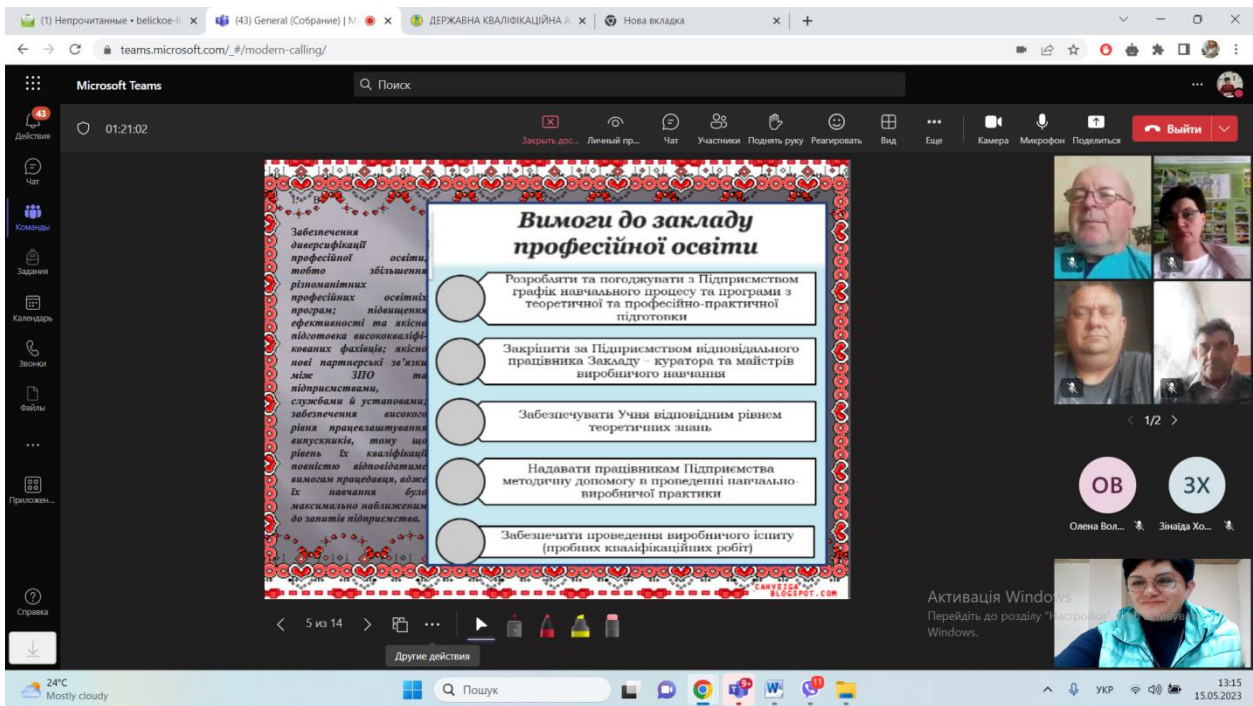 (1) Непрочитанные • belickoe-li
(43) General (Собрание) | M
ДЕРЖАВНА КВАЛІФІКАЦІЙНА А
Нова вкладка
teams.microsoft.com/_#/modern-calling/
Microsoft Teams
Поиск
43
Действия
Чат
Команды
Задания
Календарь
Звонки
Файлы
Приложен...
Справка
01:21:02
Закрыть дос...
Личный пр...
Чат
Участники
Поднять руку
Реагировать
Вид
Еще
Камера
Микрофон
Поделиться
Выйти
Забезпечення
диверсифікації
професійної освіти,
тобто збільшення
різноманітних
професійних освітніх
програм; підвищення
ефективності та якісна
підготовка висококваліфі-
кованих фахівців; якісно
нові партнерські зв'язки
між ЗПО та
підприємствами,
службами й установами;
забезпечення високого
рівня працевлаштування
випускників, тому що
рівень їх кваліфікації
повністю відповідатиме
вимогам працедавця, адже
їх навчання було
максимально наближеним
до запитів підприємства.
Вимоги до закладу
професійної освіти
Розробляти та погоджувати з Підприємством
графік навчального процесу та програми з
теоретичної та професійно-практичної
підготовки
Закріпити за Підприємством відповідального
працівника Закладу – куратора та майстрів
виробничого навчання
Забезпечувати Учня відповідним рівнем
теоретичних знань
Надавати працівникам Підприємства
методичну допомогу в проведенні навчально-
виробничої практики
Забезпечити проведення виробничого іспиту
(пробних кваліфікаційних робіт)
CAHVEIGA
BLOGSPOT.COM
5 из 14
Другие действия
1/2
ОВ
ЗХ
Олена Вол...
Зінаїда Хо...
Активація Windows
Перейдіть до розділу "Настройки"
Windows.
24°C
Mostly cloudy
Пошук
9+
11
УКР
13:15
15.05.2023